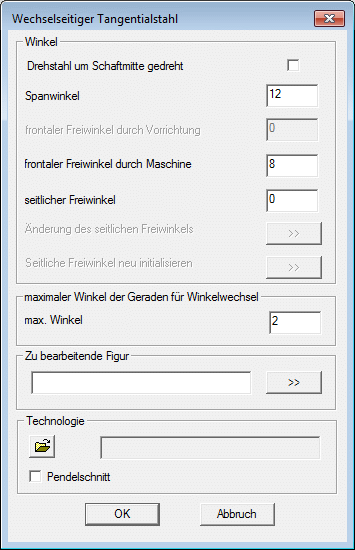 Wechselseitiger Tangentialstahl
Winkel
Drehstahl um Schaftmitte gedreht
Spanwinkel 12
frontaler Freiwinkel durch Vorrichtung 0
frontaler Freiwinkel durch Maschine 8
seitlicher Freiwinkel 0
Änderung des seitlichen Freiwinkels >>
Seitliche Freiwinkel neu initialisieren >>
maximaler Winkel der Geraden für Winkelwechsel
max. Winkel 2
Zu bearbeitende Figur
>>
Technologie
Pendelschnitt
OK Abbruch